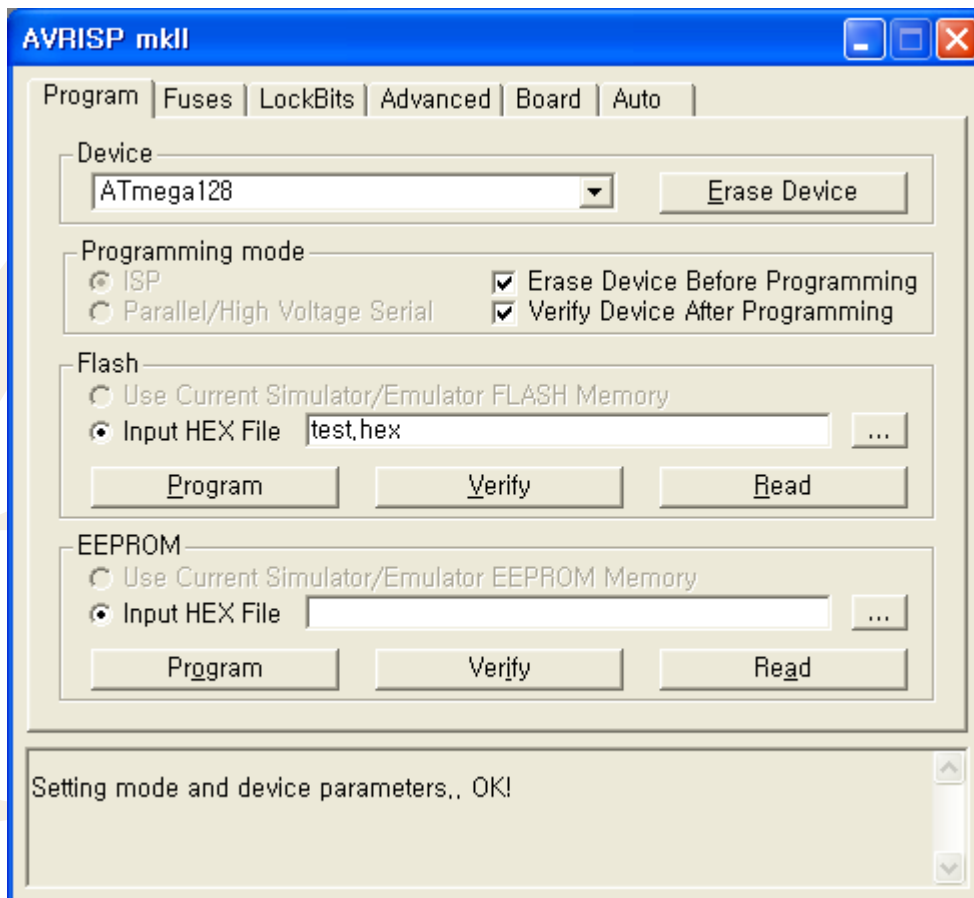 AVRISP mkII
Program Fuses LockBits Advanced Board Auto
Device
ATmega128 Erase Device
Programming mode
ISP Erase Device Before Programming
Parallel/High Voltage Serial Verify Device After Programming
Flash
Use Current Simulator/Emulator FLASH Memory
Input HEX File test,hex ...
Program Verify Read
EEPROM
Use Current Simulator/Emulator EEPROM Memory
Input HEX File ...
Program Verify Read
Setting mode and device parameters,, OK!